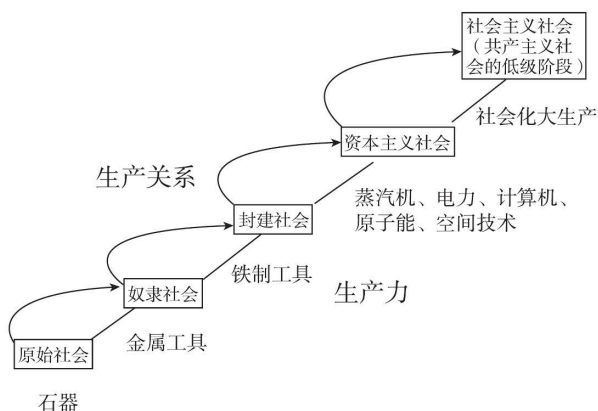 社会主义社会
（共产主义社
会的低级阶段）
社会化大生产
资本主义社会
生产关系
蒸汽机、电力、计算机、
原子能、空间技术
封建社会
铁制工具
生产力
奴隶社会
金属工具
原始社会
石器